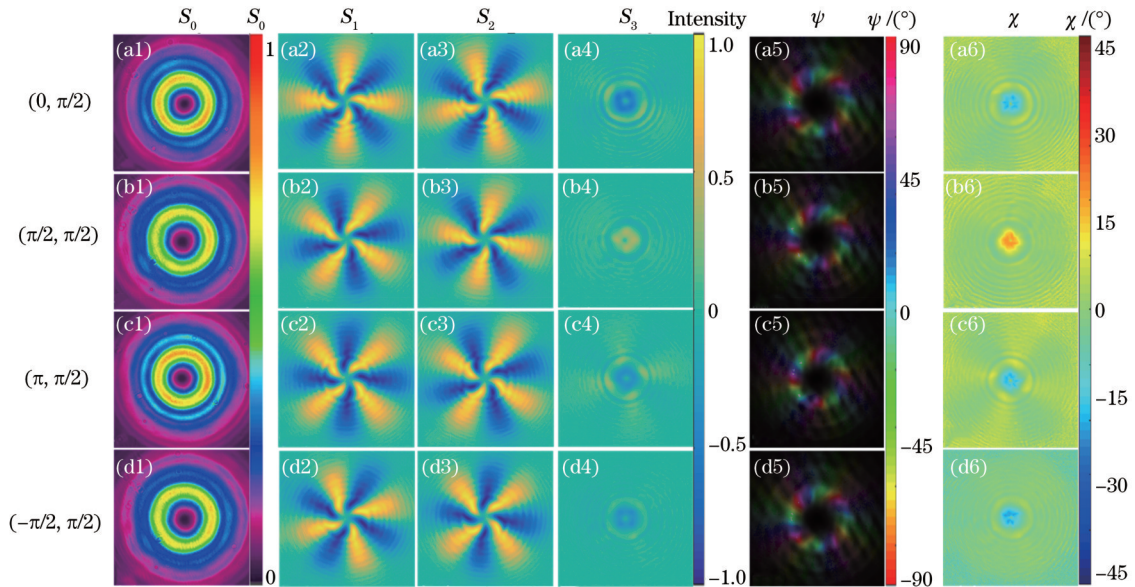 S₀ S₀ S₁ S₂ S₃ Intensity ψ ψ/(°) χ χ/(°)
(0, π/2) (a1) 1 (a2) (a3) (a4) 1.0 (a5) 90 (a6) 45
30
0.5 45
(π/2, π/2) (b1) (b2) (b3) (b4) (b5) (b6) 15
0 0 0
(π, π/2) (c1) (c2) (c3) (c4) (c5) (c6)
−15
−0.5 −45
(−π/2, π/2) (d1) (d2) (d3) (d4) (d5) (d6) −30
0 −1.0 −90 −45